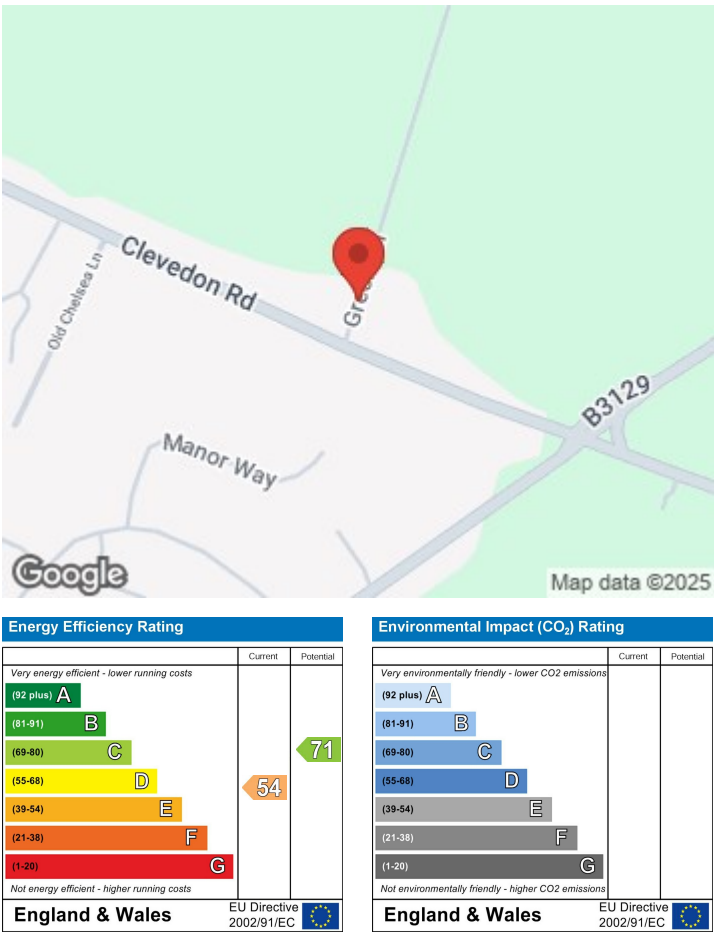 Clevedon Rd
Old Chelsea Ln
B3129
Manor Way
Google
Map data ©2025
Energy Efficiency Rating
Current Potential
Very energy efficient - lower running costs
(92 plus) A
(81-91) B
(69-80) C
(55-68) D
(39-54) E
(21-38) F
(1-20) G
71
54
Not energy efficient - higher running costs
England & Wales
EU Directive
2002/91/EC
Environmental Impact (CO₂) Rating
Current Potential
Very environmentally friendly - lower CO2 emissions
(92 plus) A
(81-91) B
(69-80) C
(55-68) D
(39-54) E
(21-38) F
(1-20) G
Not environmentally friendly - higher CO2 emissions
England & Wales
EU Directive
2002/91/EC